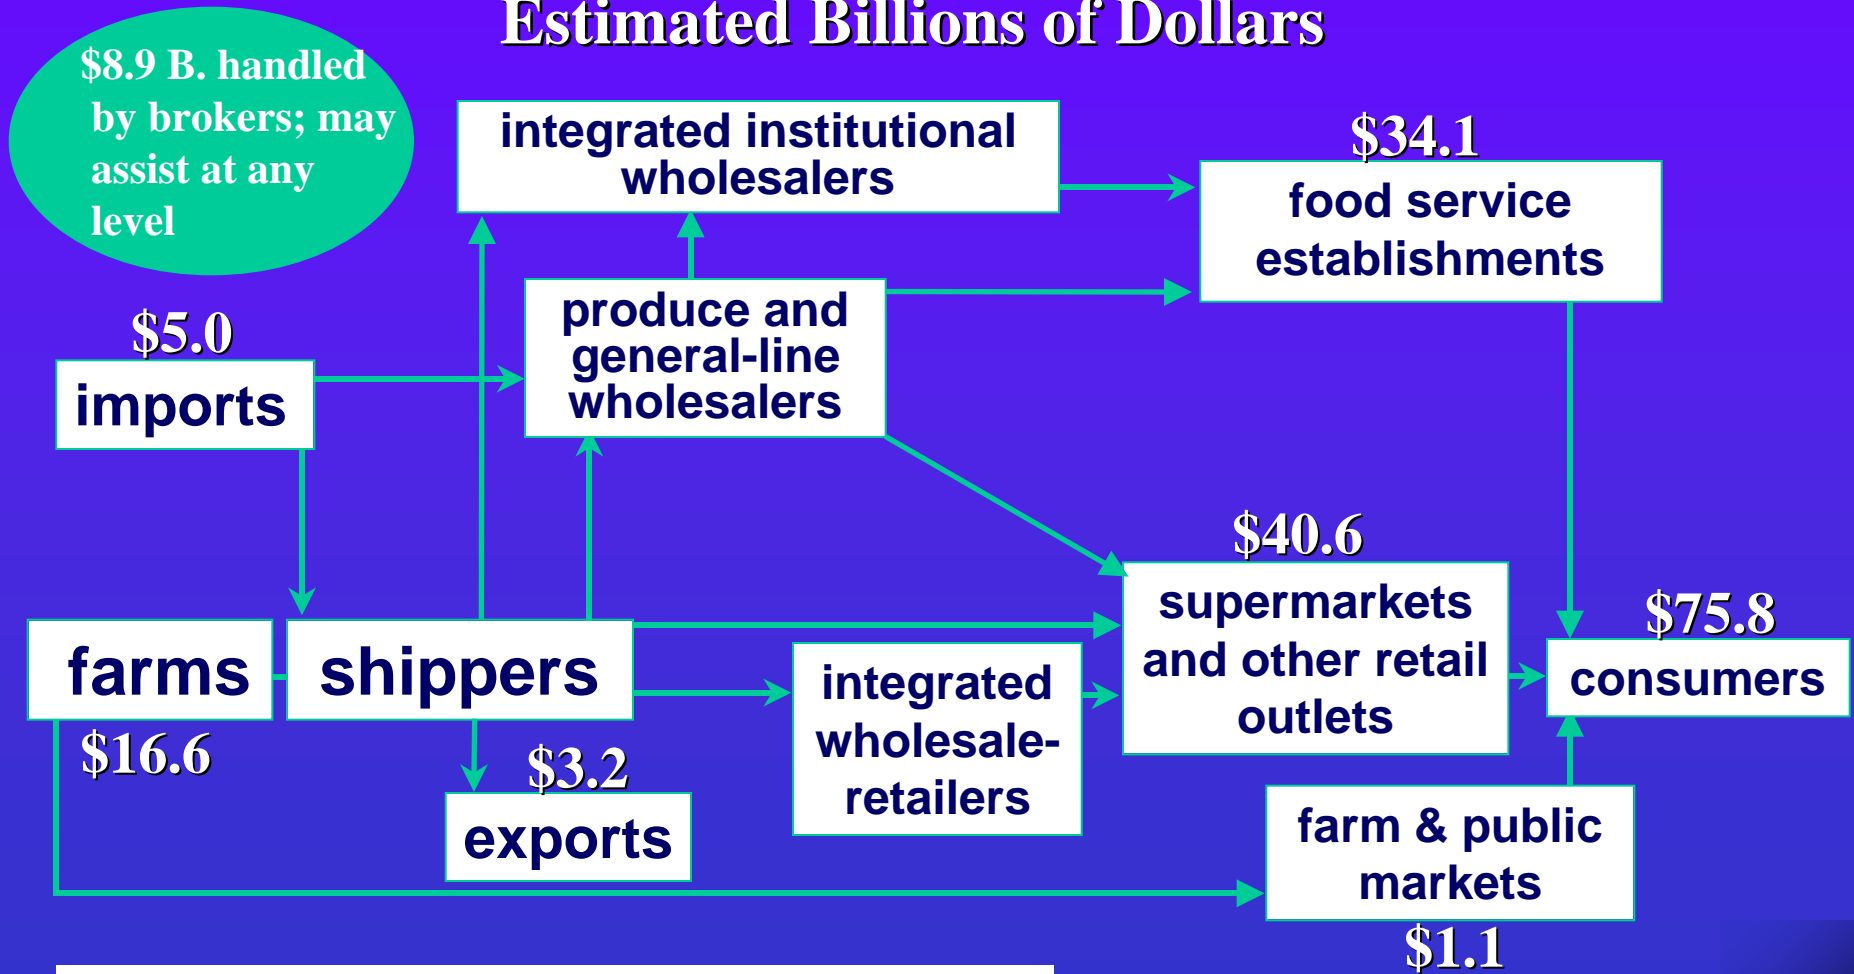 Estimated Billions of Dollars
$8.9 B. handled
by brokers; may
assist at any
level
integrated institutional
wholesalers
$34.1
food service
establishments
produce and
general-line
wholesalers
$5.0
imports
$40.6
supermarkets
and other retail
outlets
$75.8
consumers
farms
shippers
integrated
wholesale-
retailers
$16.6
$3.2
exports
farm & public
markets
$1.1